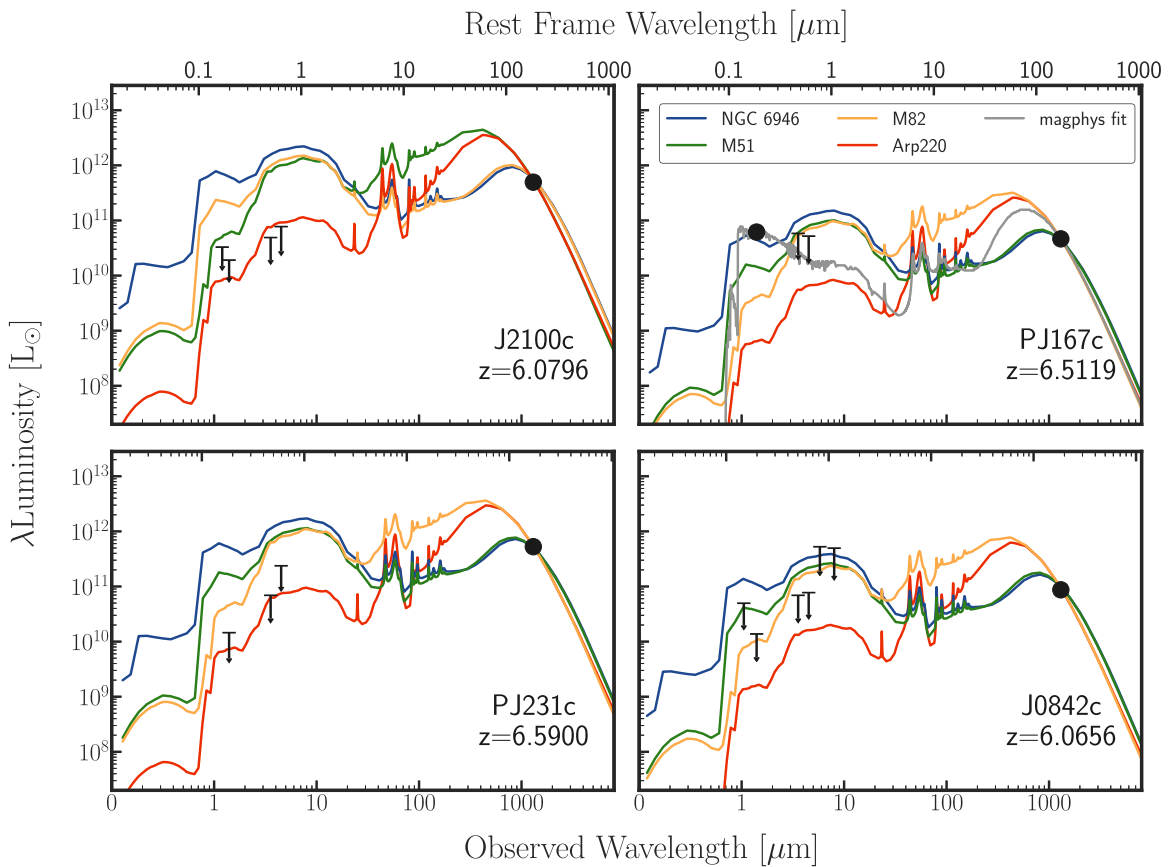 Rest Frame Wavelength [μm]
0.1 1 10 100 1000 0.1 1 10 100 1000
10^13
10^12
10^11
10^10
10^9
10^8
J2100c
z=6.0796
NGC 6946 M82 magphys fit
M51 Arp220
PJ167c
z=6.5119
λLuminosity [L⊙]
10^13
10^12
10^11
10^10
10^9
10^8
PJ231c
z=6.5900
J0842c
z=6.0656
0 1 10 100 1000 0 1 10 100 1000
Observed Wavelength [μm]